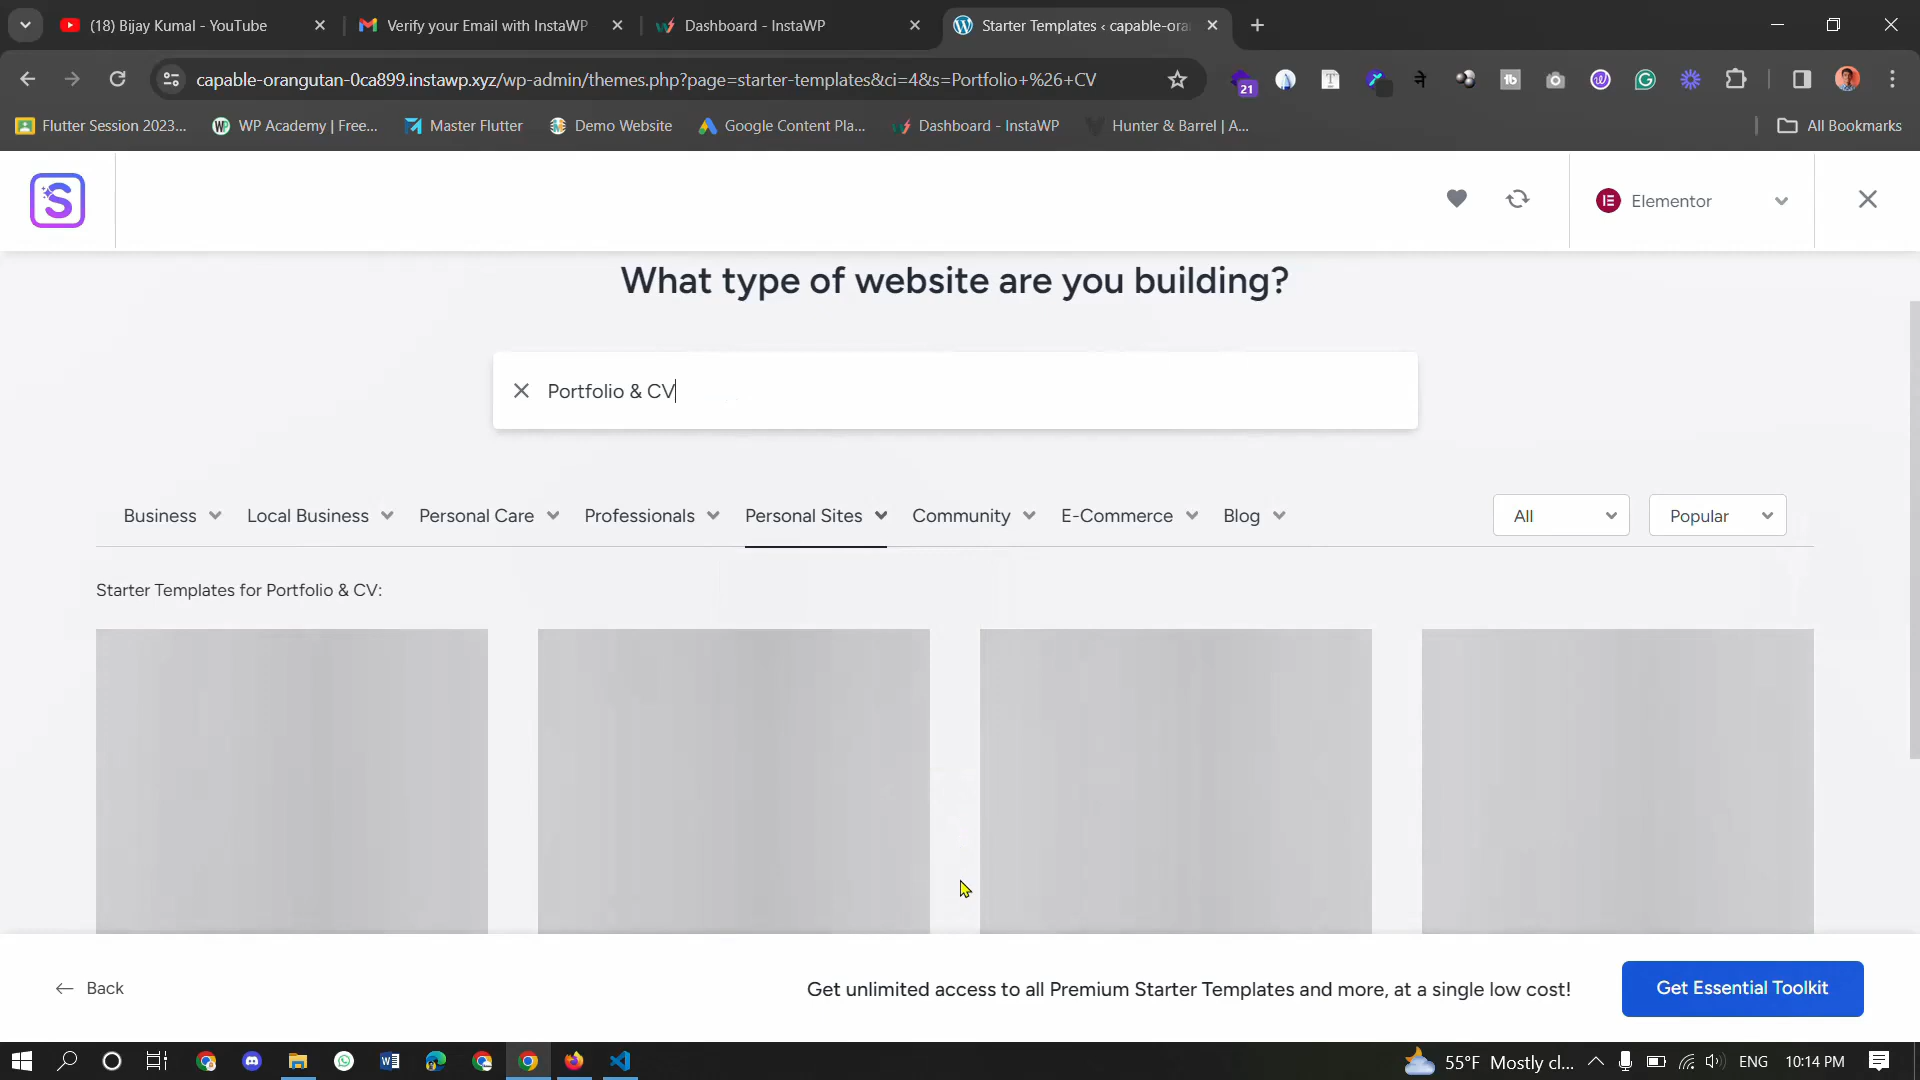 (18) Bijay Kumal - YouTube
Verify your Email with InstaWP
Dashboard - InstaWP
Starter Templates ‹ capable-ora
capable-orangutan-0ca899.instawp.xyz/wp-admin/themes.php?page=starter-templates&ci=4&s=Portfolio+%26+CV
21
Flutter Session 2023...
WP Academy | Free...
Master Flutter
Demo Website
Google Content Pla...
Dashboard - InstaWP
Hunter & Barrel | A...
All Bookmarks
Elementor
What type of website are you building?
Portfolio & CV
Business
Local Business
Personal Care
Professionals
Personal Sites
Community
E-Commerce
Blog
All
Popular
Starter Templates for Portfolio & CV:
Back
Get unlimited access to all Premium Starter Templates and more, at a single low cost!
Get Essential Toolkit
55°F Mostly cl...
ENG
10:14 PM